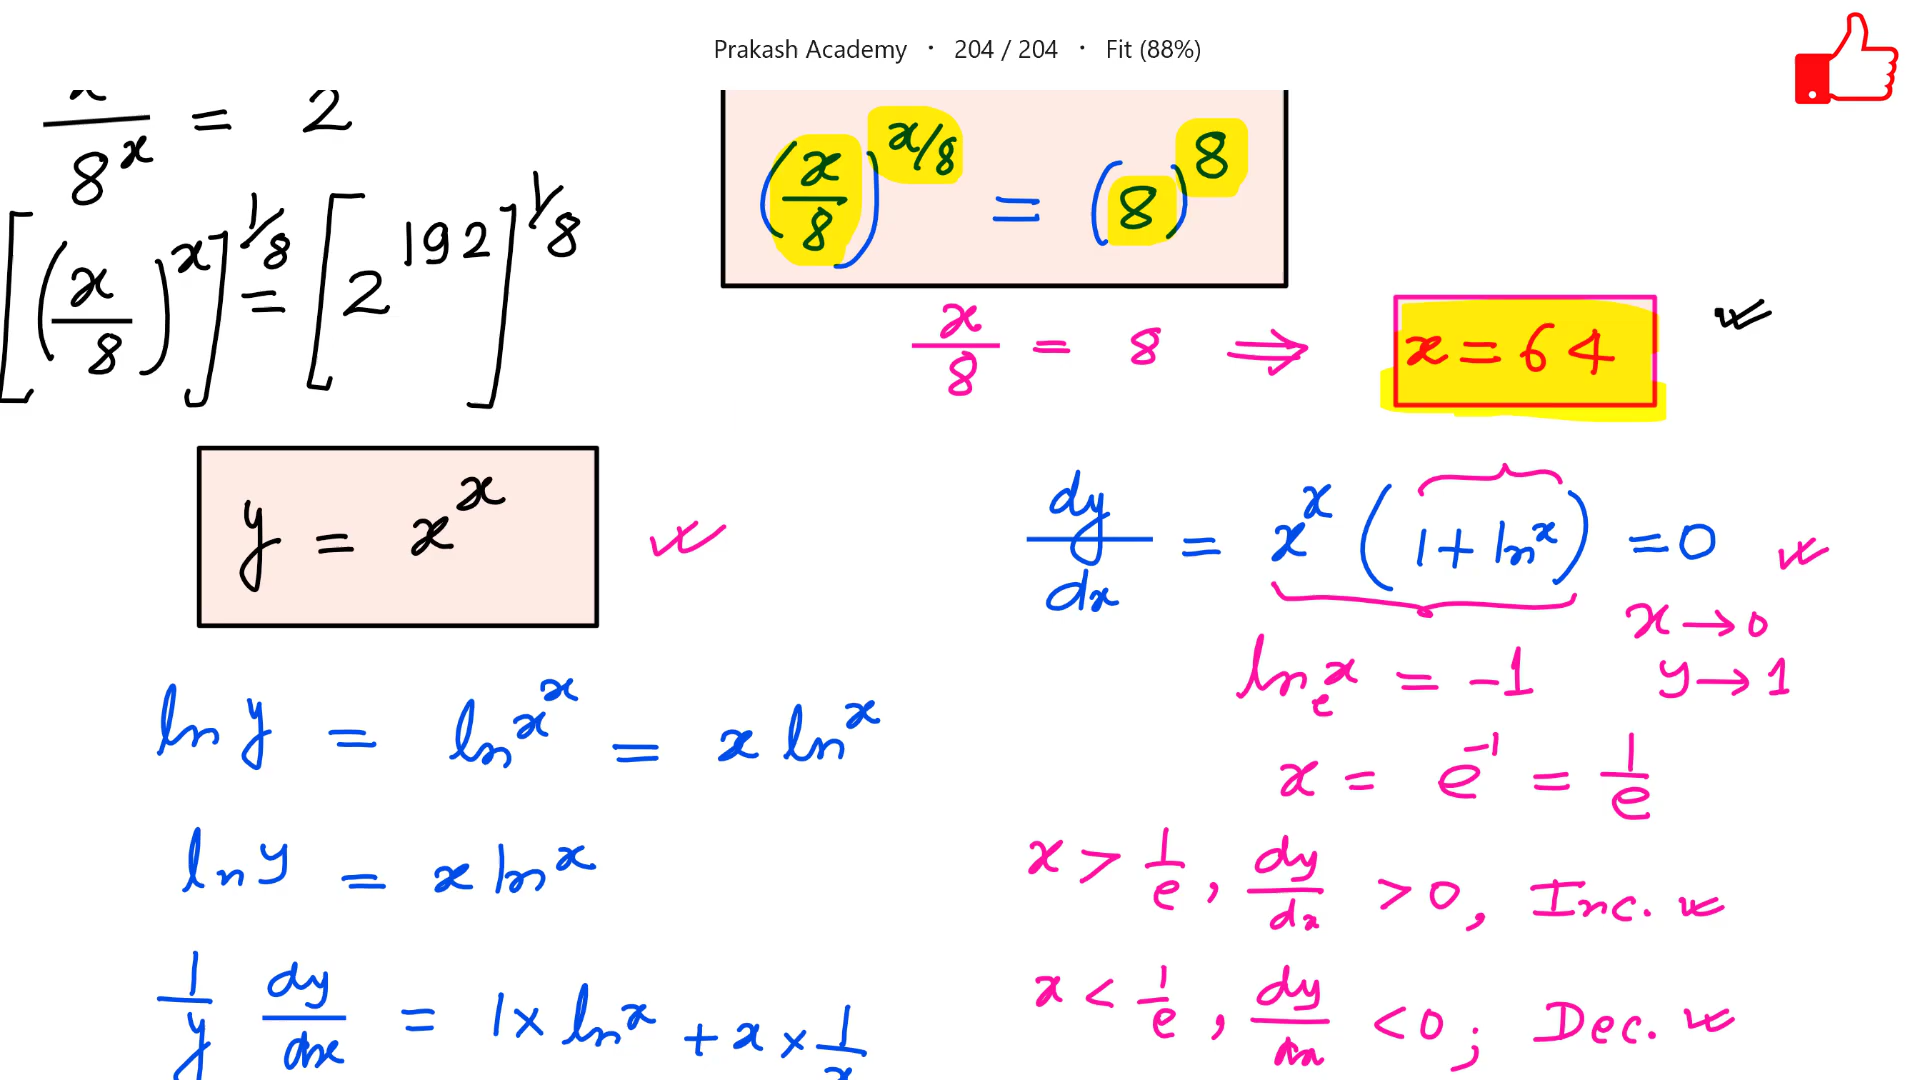 Prakash Academy · 204 / 204 · Fit (88%)
x/8^x = 2
[(x/8)^x]^1/8 = [2^192]^1/8
(x/8)^x/8 = (8)^8
x/8 = 8 ⇒ x = 64
y = x^x
ln y = ln x^x = x ln x
ln y = x ln x
1/y dy/dx = 1 × ln x + x × 1/x
dy/dx = x^x (1 + ln x) = 0
x → 0
y → 1
ln_e x = -1
x = e^-1 = 1/e
x > 1/e, dy/dx > 0, Inc.
x < 1/e, dy/dx < 0; Dec.